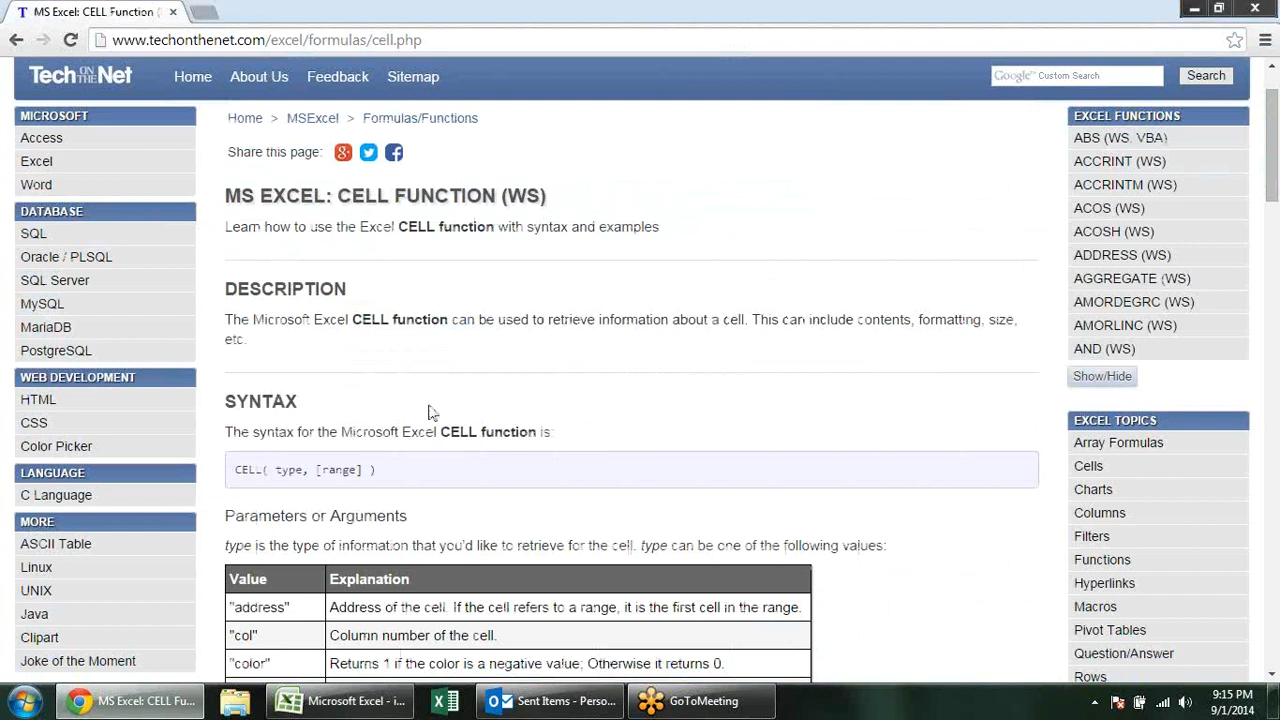 MS Excel: CELL Function (
www.techonthenet.com/excel/formulas/cell.php
Tech ON THE Net
Home
About Us
Feedback
Sitemap
Google™ Custom Search
Search
MICROSOFT
Access
Excel
Word
DATABASE
SQL
Oracle / PLSQL
SQL Server
MySQL
MariaDB
PostgreSQL
WEB DEVELOPMENT
HTML
CSS
Color Picker
LANGUAGE
C Language
MORE
ASCII Table
Linux
UNIX
Java
Clipart
Joke of the Moment
Home > MSExcel > Formulas/Functions
Share this page:
MS EXCEL: CELL FUNCTION (WS)
Learn how to use the Excel CELL function with syntax and examples
DESCRIPTION
The Microsoft Excel CELL function can be used to retrieve information about a cell. This can include contents, formatting, size,
etc.
SYNTAX
The syntax for the Microsoft Excel CELL function is:
CELL( type, [range] )
Parameters or Arguments
type is the type of information that you'd like to retrieve for the cell. type can be one of the following values:
Value Explanation
"address" Address of the cell. If the cell refers to a range, it is the first cell in the range.
"col" Column number of the cell.
"color" Returns 1 if the color is a negative value; Otherwise it returns 0.
EXCEL FUNCTIONS
ABS (WS, VBA)
ACCRINT (WS)
ACCRINTM (WS)
ACOS (WS)
ACOSH (WS)
ADDRESS (WS)
AGGREGATE (WS)
AMORDEGRC (WS)
AMORLINC (WS)
AND (WS)
Show/Hide
EXCEL TOPICS
Array Formulas
Cells
Charts
Columns
Filters
Functions
Hyperlinks
Macros
Pivot Tables
Question/Answer
Rows
MS Excel: CELL Fu...
Microsoft Excel - i...
Sent Items - Perso...
GoToMeeting
9:15 PM
9/1/2014